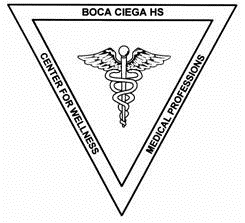 BOCA CIEGA HS
CENTER FOR WELLNESS
MEDICAL PROFESSIONS